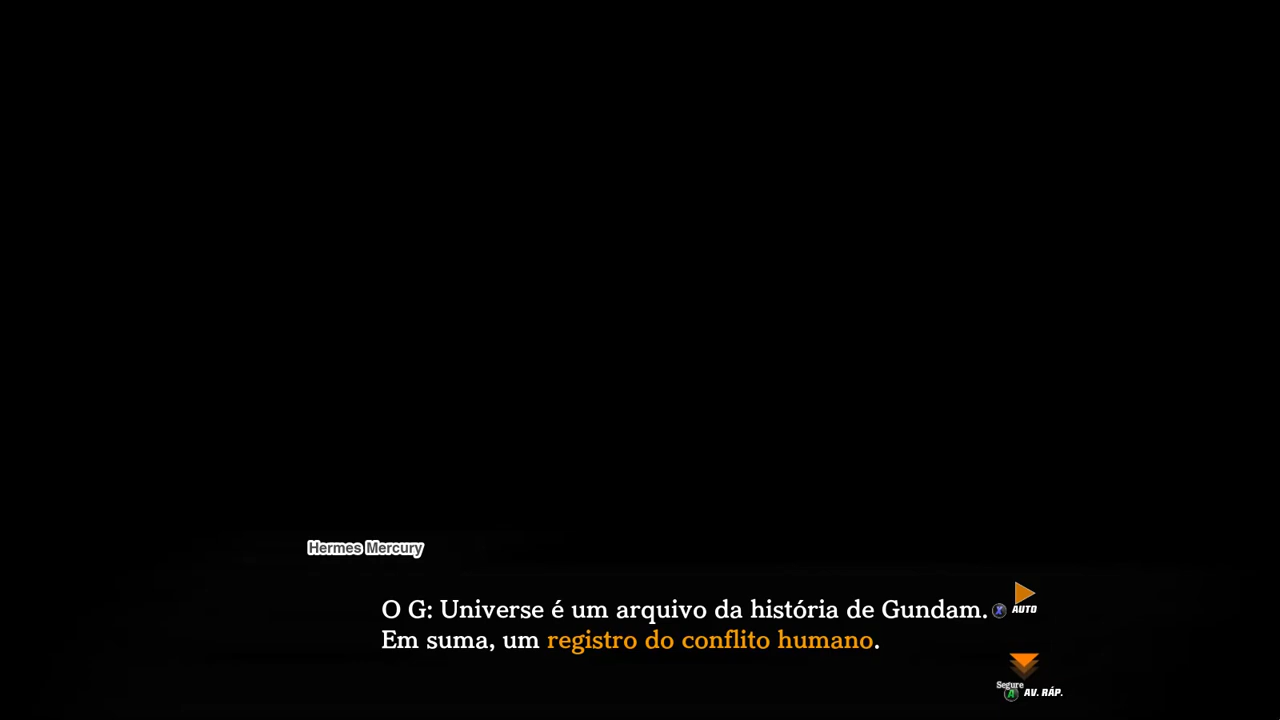 Hermes Mercury
O G: Universe é um arquivo da história de Gundam.
X AUTO
Em suma, um registro do conflito humano.
Segure
A AV. RÁP.